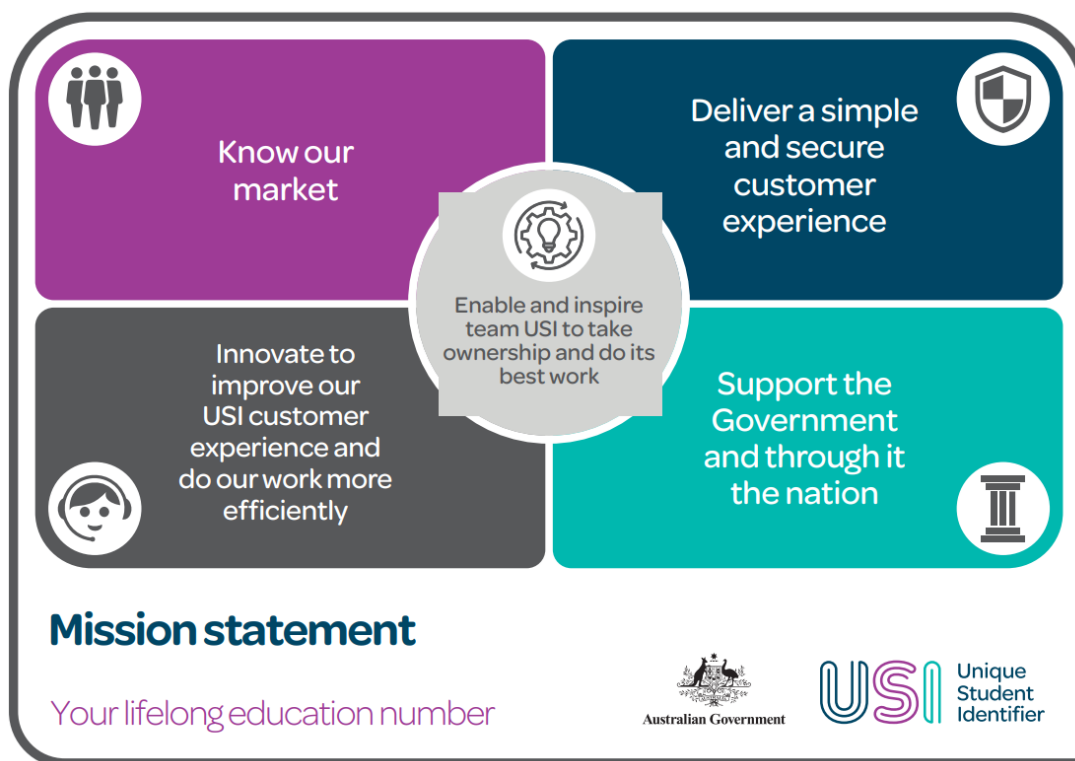 Know our
market
Deliver a simple
and secure
customer
experience
Enable and inspire
team USI to take
ownership and do its
best work
Innovate to
improve our
USI customer
experience and
do our work more
efficiently
Support the
Government
and through it
the nation
Mission statement
Your lifelong education number
Australian Government
USI
Unique
Student
Identifier